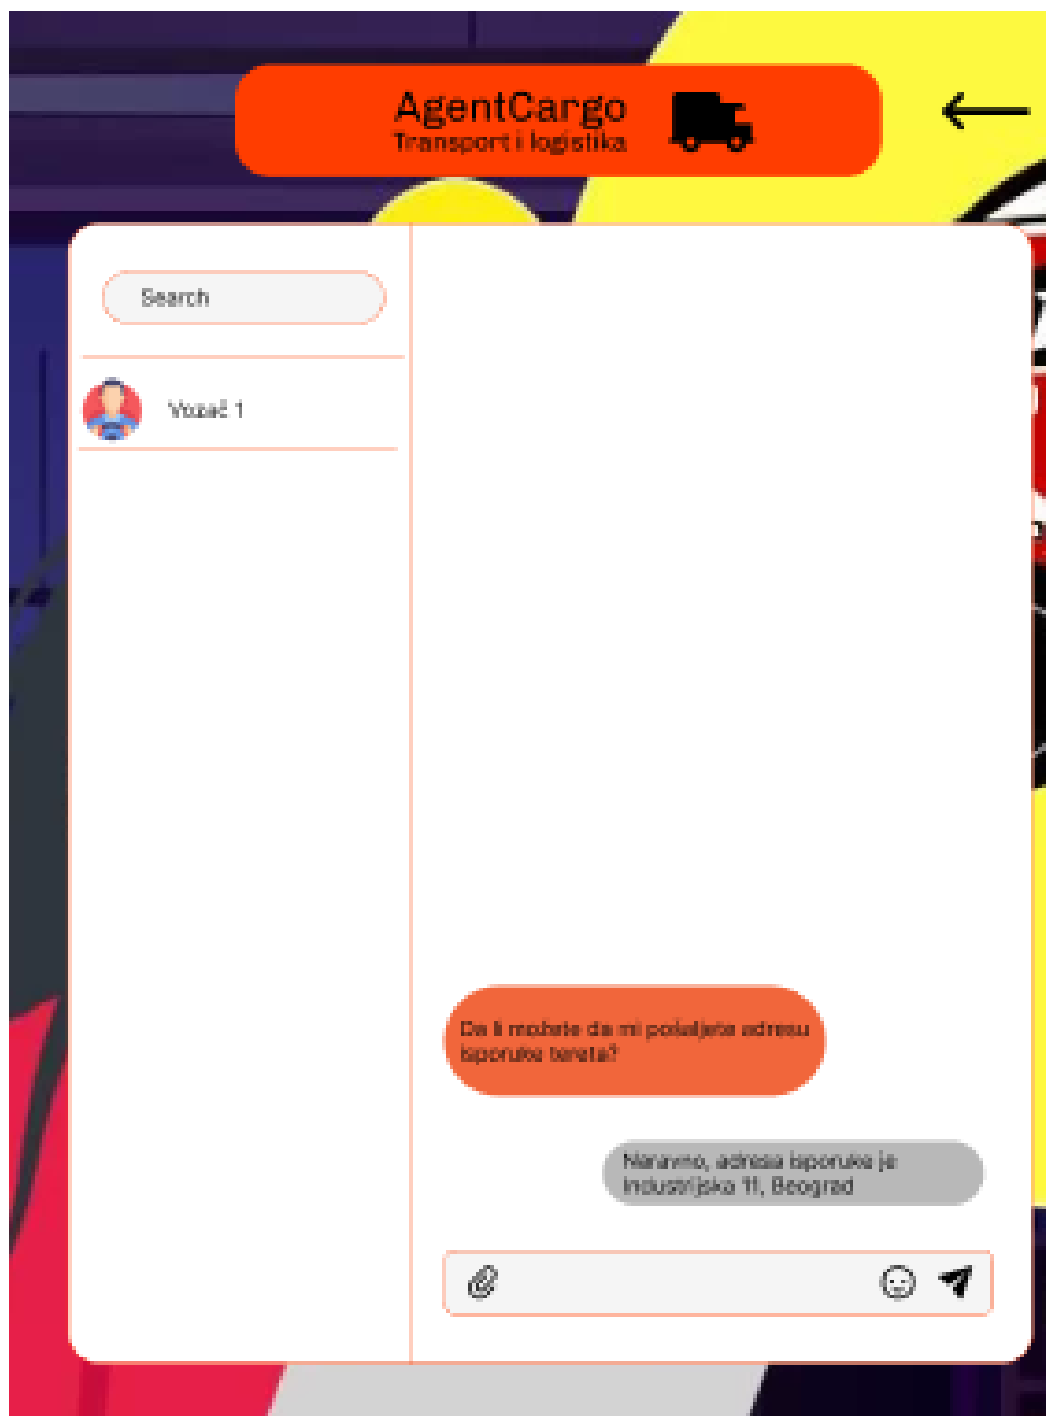 AgentCargo
Transport i logistika
Search
Vozač 1
Da li možete da mi pošaljete adresu
isporuke tereta?
Naravno, adresa isporuke je
Industrijska 11, Beograd